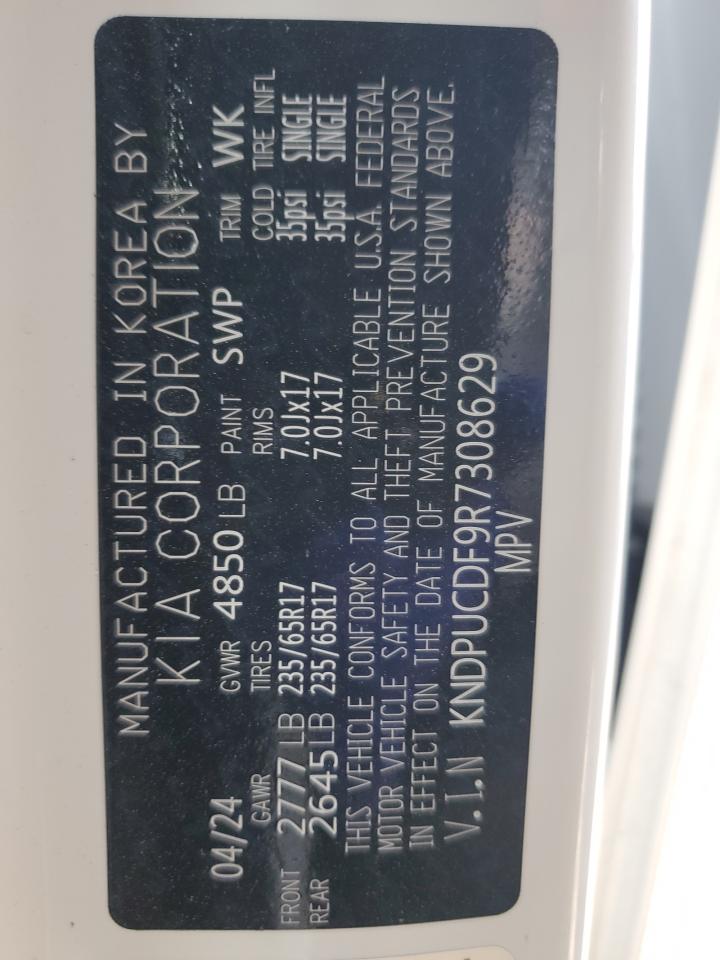 MANUFACTURED IN KOREA BY
KIA CORPORATION
04/24 GVWR 4850 LB PAINT SWP TRIM WK
GAWR TIRES RIMS COLD TIRE INFL
FRONT 2777 LB 235/65R17 7.0Jx17 35psi SINGLE
REAR 2645 LB 235/65R17 7.0Jx17 35psi SINGLE
THIS VEHICLE CONFORMS TO ALL APPLICABLE U.S.A. FEDERAL
MOTOR VEHICLE SAFETY AND THEFT PREVENTION STANDARDS
IN EFFECT ON THE DATE OF MANUFACTURE SHOWN ABOVE.
V.I.N KNDPUCDF9R7308629
MPV